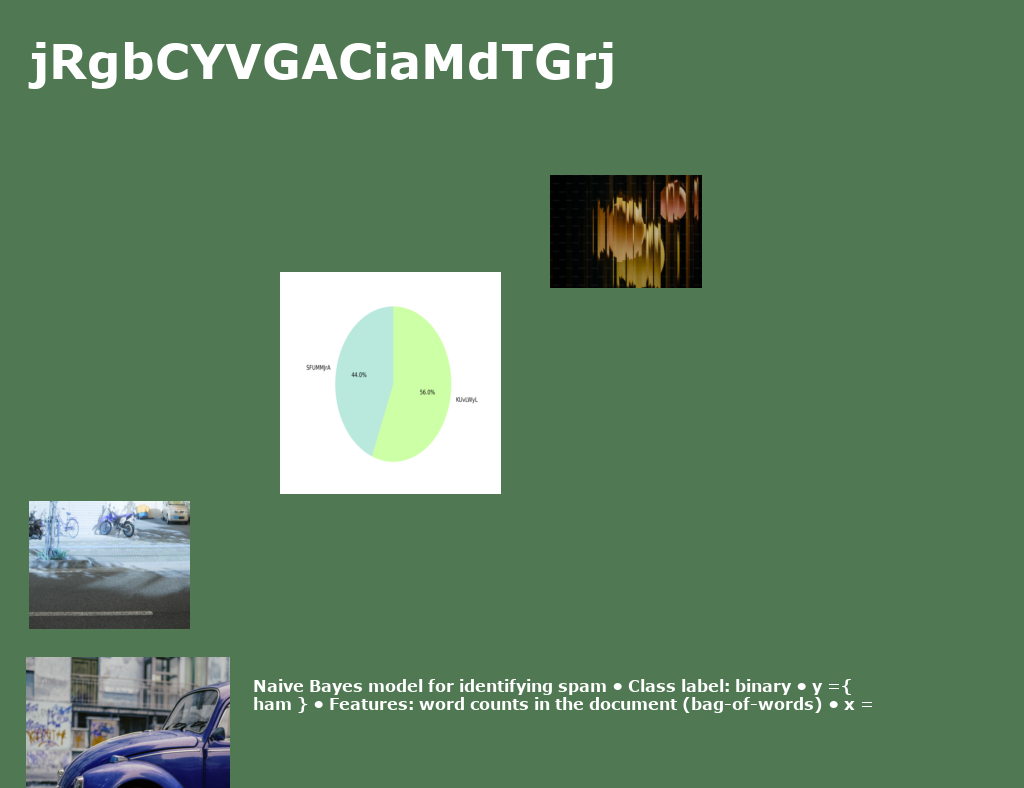 jRgbCYVGACiaMdTGrj
SFUMMJrA
44.0%
56.0%
KUvLWyL
Naive Bayes model for identifying spam • Class label: binary • y ={
ham } • Features: word counts in the document (bag-of-words) • x =